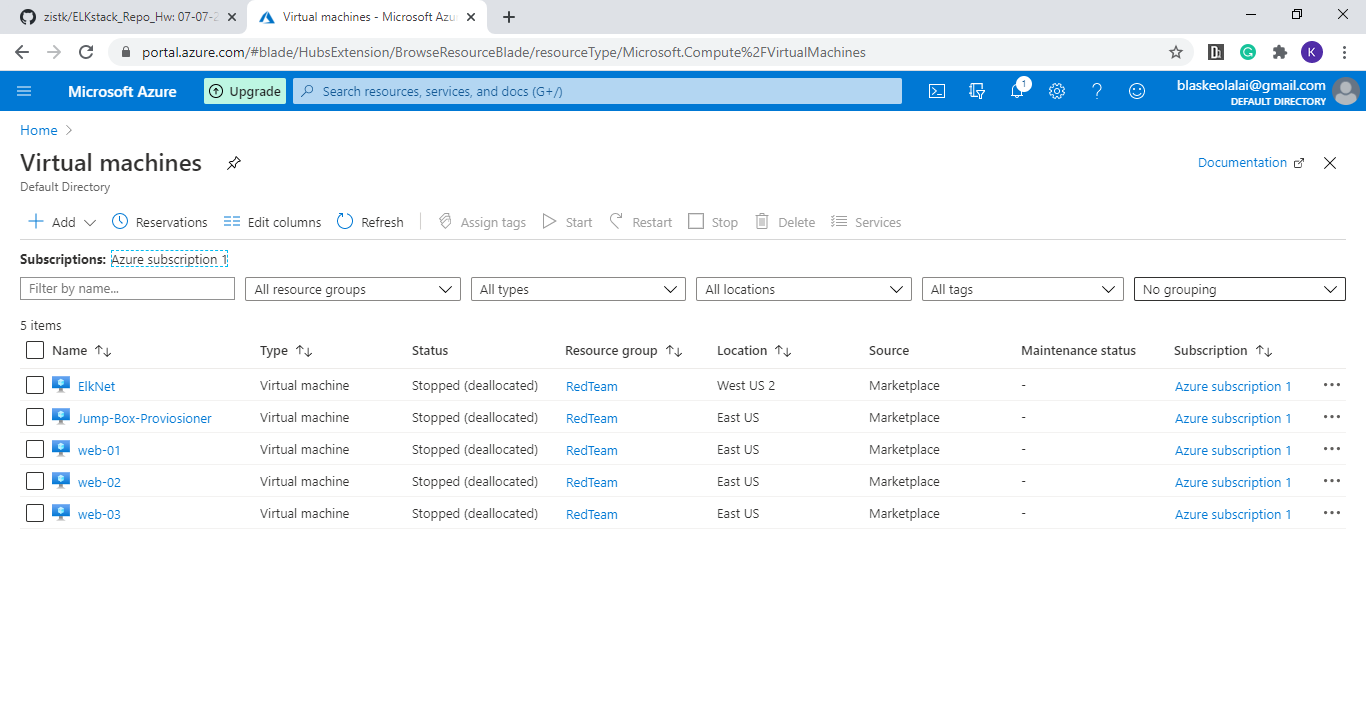 zistk/ELKstack_Repo_Hw: 07-07-2
Virtual machines - Microsoft Azu
portal.azure.com/#blade/HubsExtension/BrowseResourceBlade/resourceType/Microsoft.Compute%2FVirtualMachines
K
Microsoft Azure
Upgrade
Search resources, services, and docs (G+/)
1
blaskeolalai@gmail.com
DEFAULT DIRECTORY
Home
Virtual machines
Documentation
Default Directory
Add Reservations Edit columns Refresh Assign tags Start Restart Stop Delete Services
Subscriptions: Azure subscription 1
Filter by name... All resource groups All types All locations All tags No grouping
5 items
Name Type Status Resource group Location Source Maintenance status Subscription
ElkNet Virtual machine Stopped (deallocated) RedTeam West US 2 Marketplace - Azure subscription 1 ...
Jump-Box-Proviosioner Virtual machine Stopped (deallocated) RedTeam East US Marketplace - Azure subscription 1 ...
web-01 Virtual machine Stopped (deallocated) RedTeam East US Marketplace - Azure subscription 1 ...
web-02 Virtual machine Stopped (deallocated) RedTeam East US Marketplace - Azure subscription 1 ...
web-03 Virtual machine Stopped (deallocated) RedTeam East US Marketplace - Azure subscription 1 ...